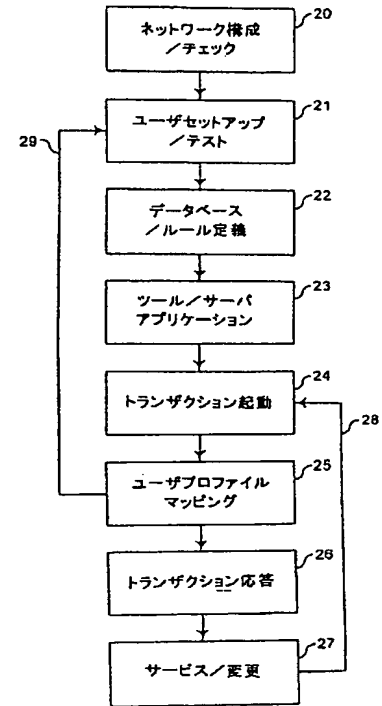 20
ネットワーク構成
/チェック
21
ユーザセットアップ
/テスト
29
22
データベース
/ルール定義
23
ツール/サーバ
アプリケーション
24
トランザクション起動
28
25
ユーザプロファイル
マッピング
26
トランザクション応答
27
サービス/変更